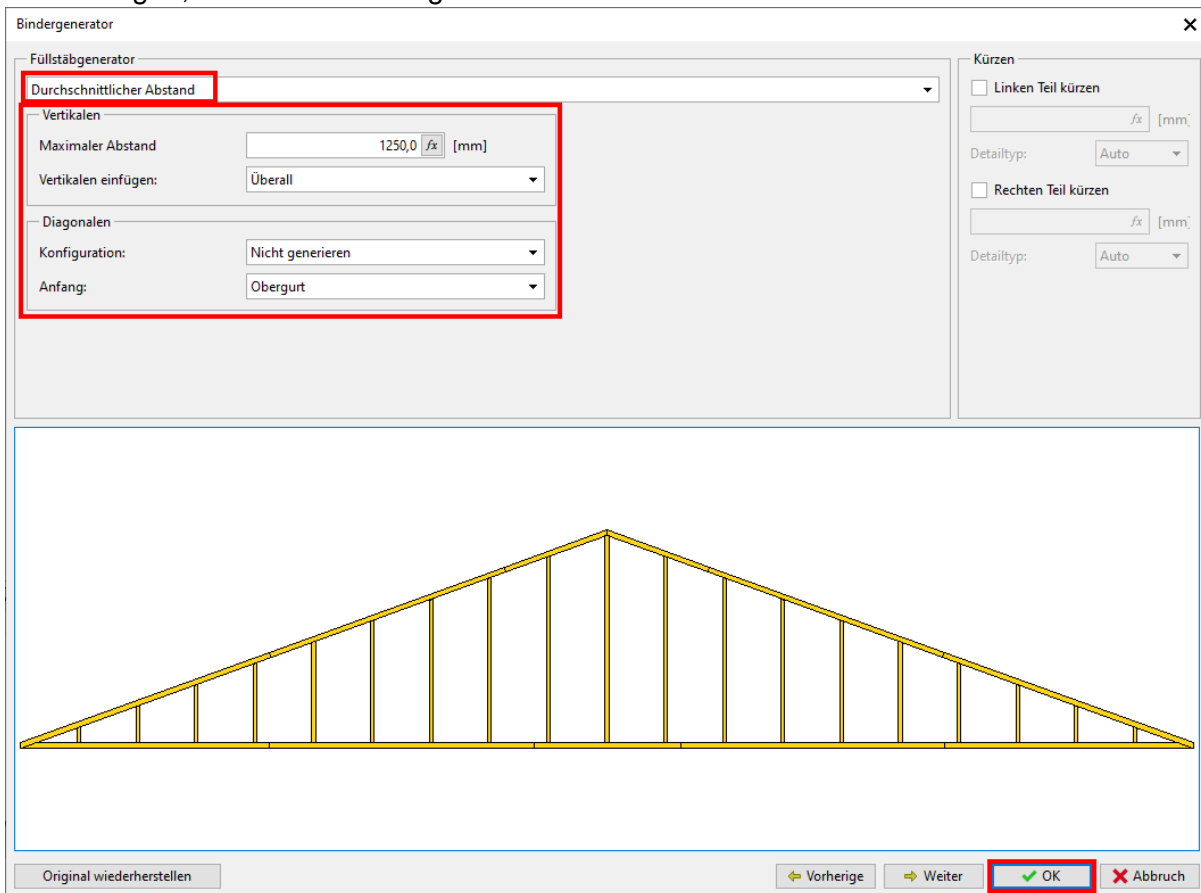 Bindergenerator
Füllstäbgenerator
Durchschnittlicher Abstand
Vertikalen
Maximaler Abstand 1250,0 fx [mm]
Vertikalen einfügen: Überall
Diagonalen
Konfiguration: Nicht generieren
Anfang: Obergurt
Kürzen
Linken Teil kürzen
fx [mm]
Detailtyp: Auto
Rechten Teil kürzen
fx [mm]
Detailtyp: Auto
Original wiederherstellen Vorherige Weiter OK Abbruch